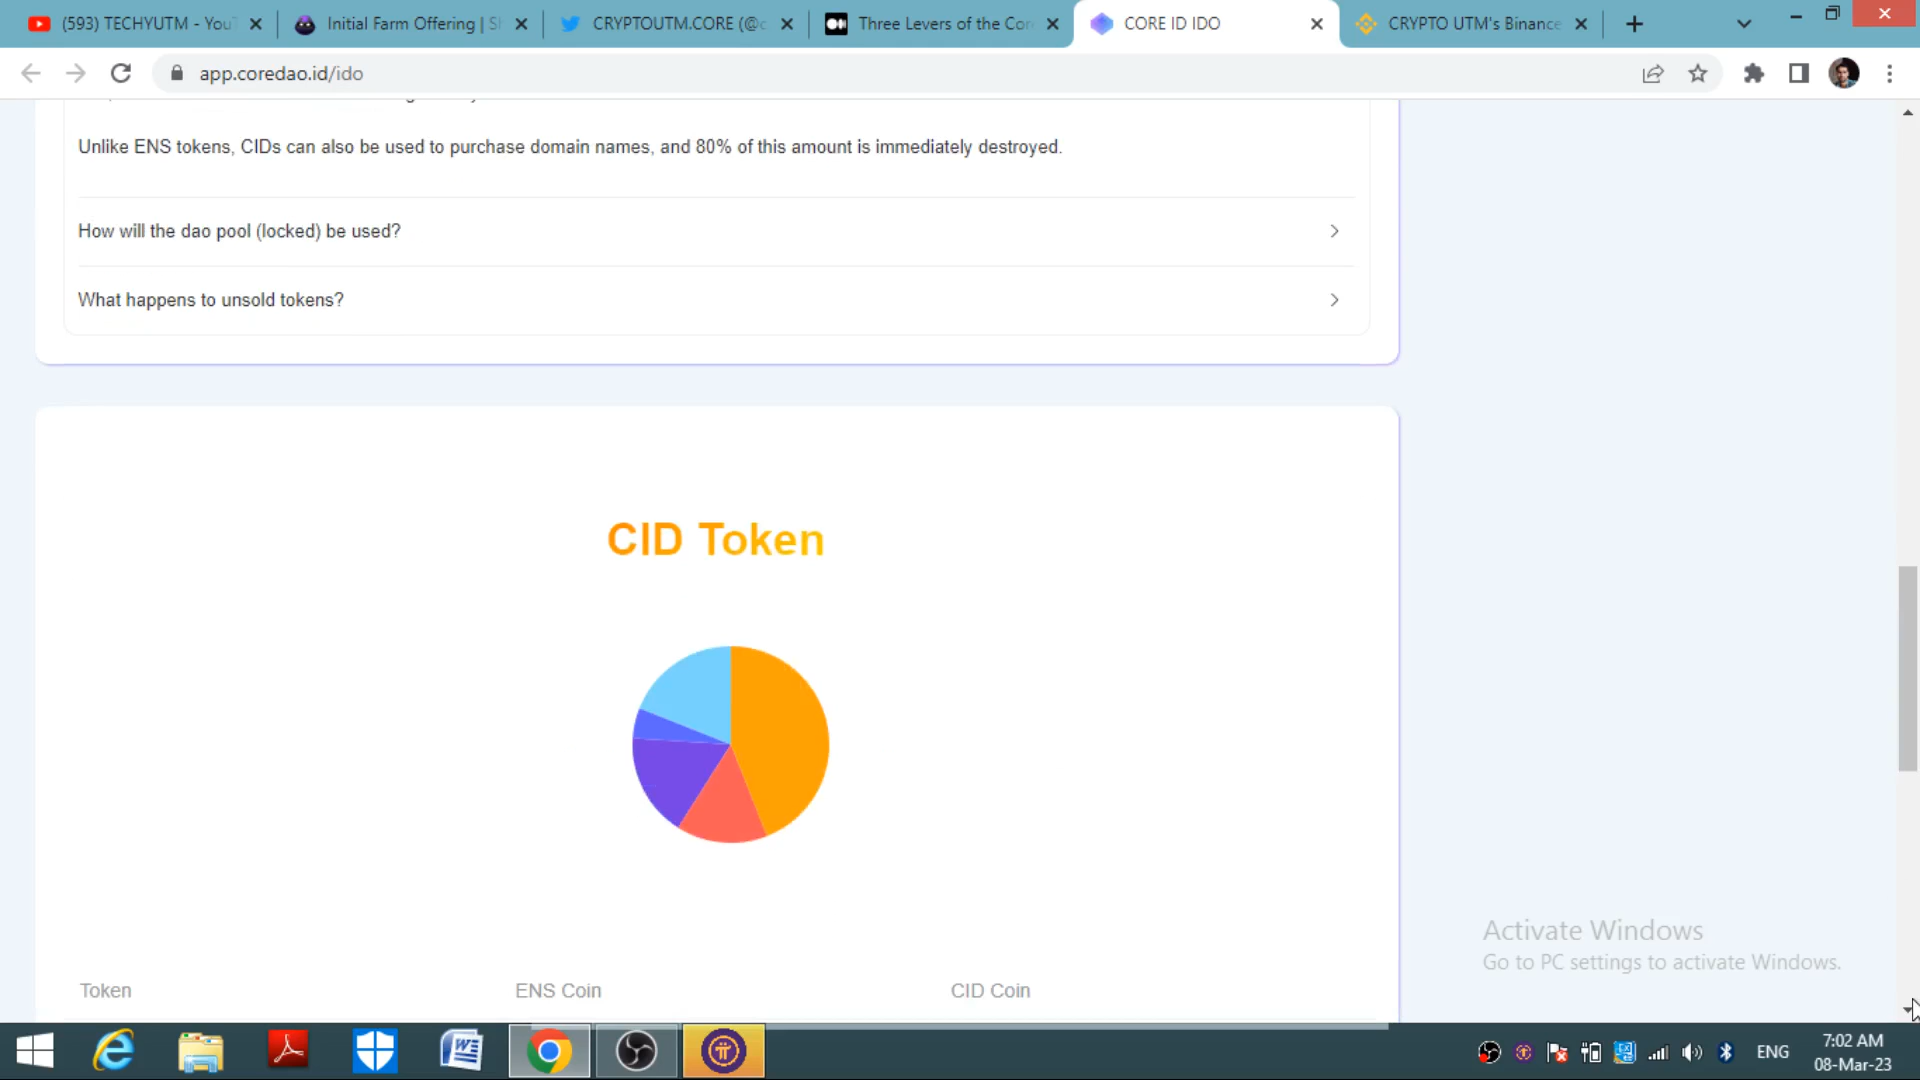 (593) TECHYUTM - You
Initial Farm Offering | S
CRYPTOUTM.CORE (@c
Three Levers of the Cor
CORE ID IDO
CRYPTO UTM's Binance
app.coredao.id/ido
Unlike ENS tokens, CIDs can also be used to purchase domain names, and 80% of this amount is immediately destroyed.
How will the dao pool (locked) be used?
What happens to unsold tokens?
CID Token
Activate Windows
Go to PC settings to activate Windows.
Token ENS Coin CID Coin
ENG
7:02 AM
08-Mar-23